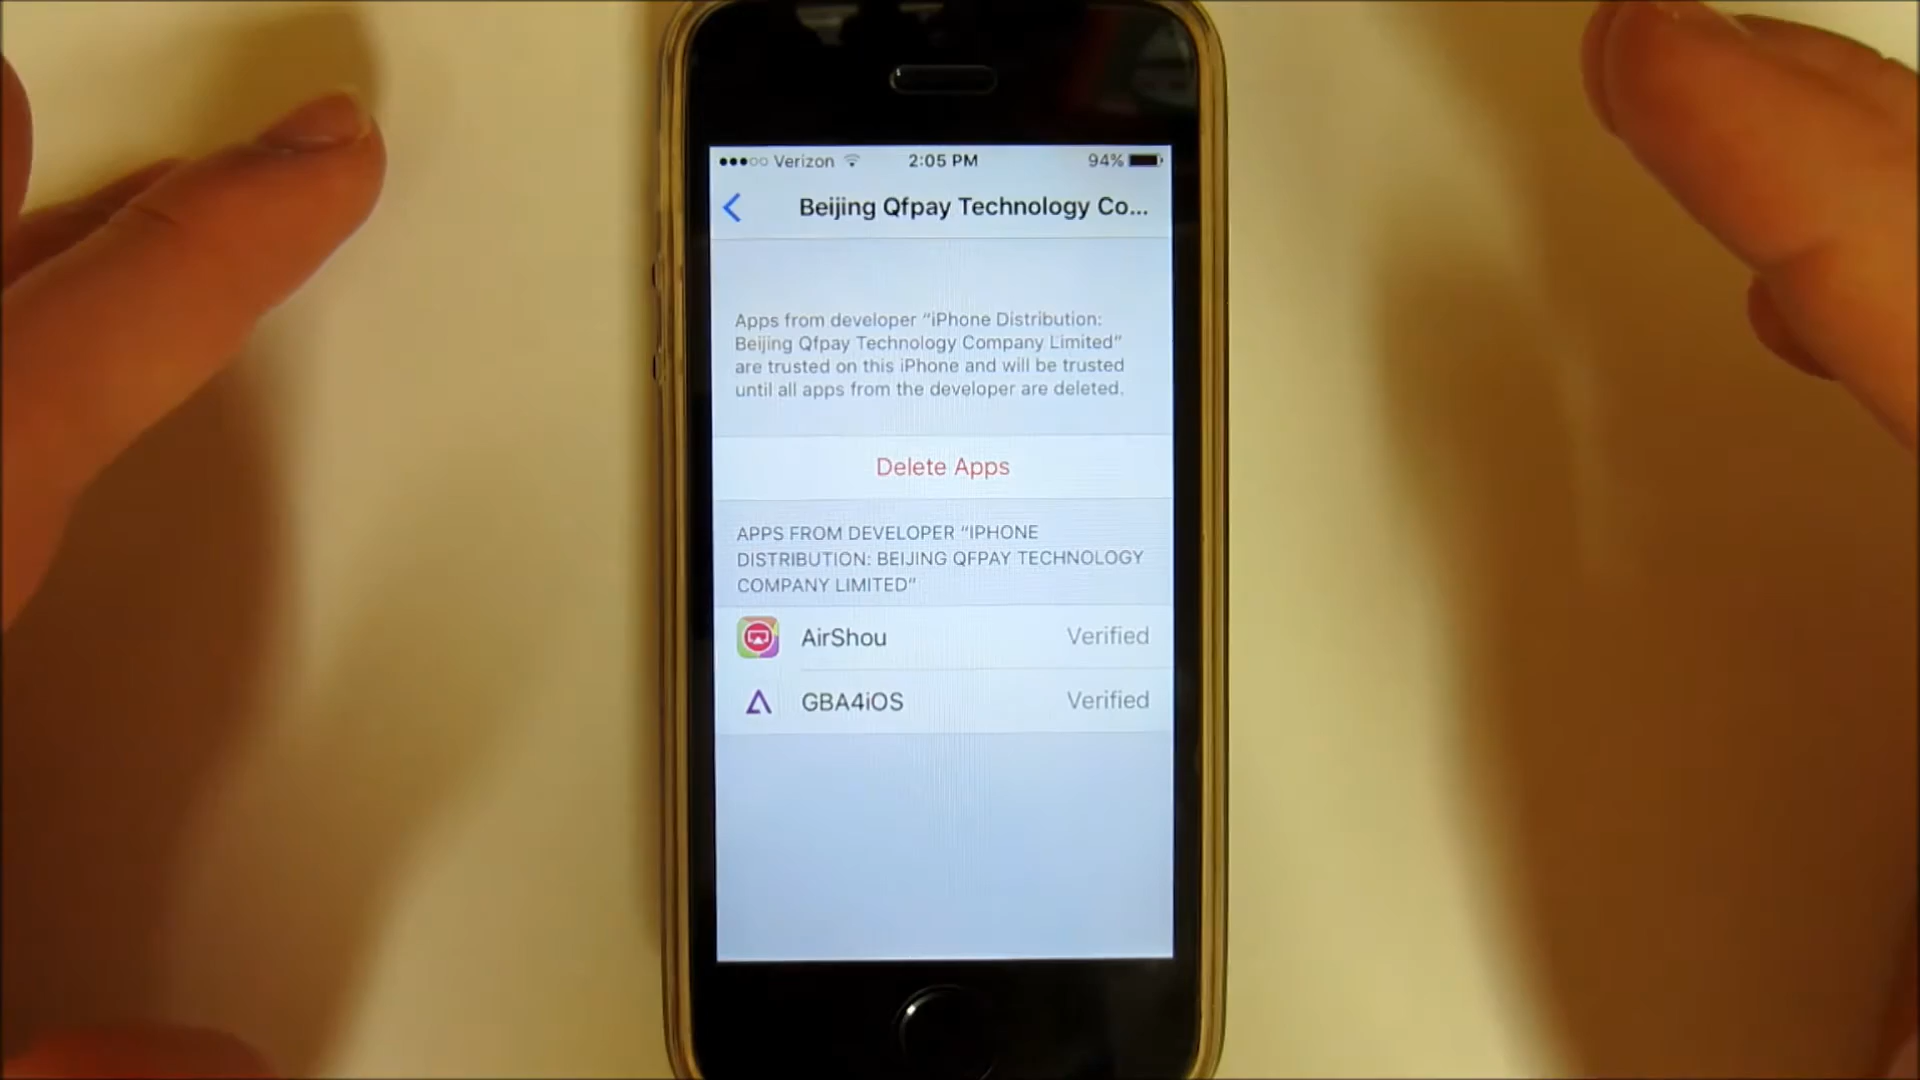 Verizon 2:05 PM 94%
Beijing Qfpay Technology Co...
Apps from developer “iPhone Distribution:
Beijing Qfpay Technology Company Limited”
are trusted on this iPhone and will be trusted
until all apps from the developer are deleted.
Delete Apps
APPS FROM DEVELOPER “IPHONE
DISTRIBUTION: BEIJING QFPAY TECHNOLOGY
COMPANY LIMITED”
AirShou Verified
GBA4iOS Verified